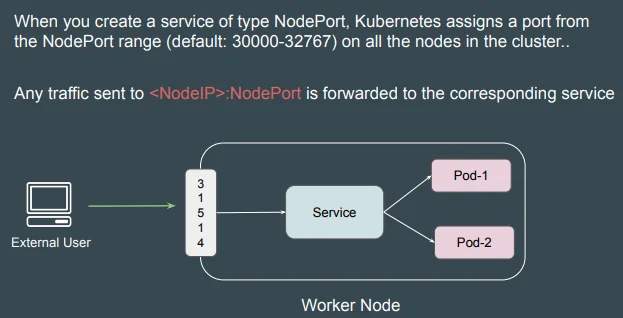 When you create a service of type NodePort, Kubernetes assigns a port from
the NodePort range (default: 30000-32767) on all the nodes in the cluster..
Any traffic sent to <NodeIP>:NodePort is forwarded to the corresponding service
3
1
5
1
4
Service
Pod-1
Pod-2
External User
Worker Node